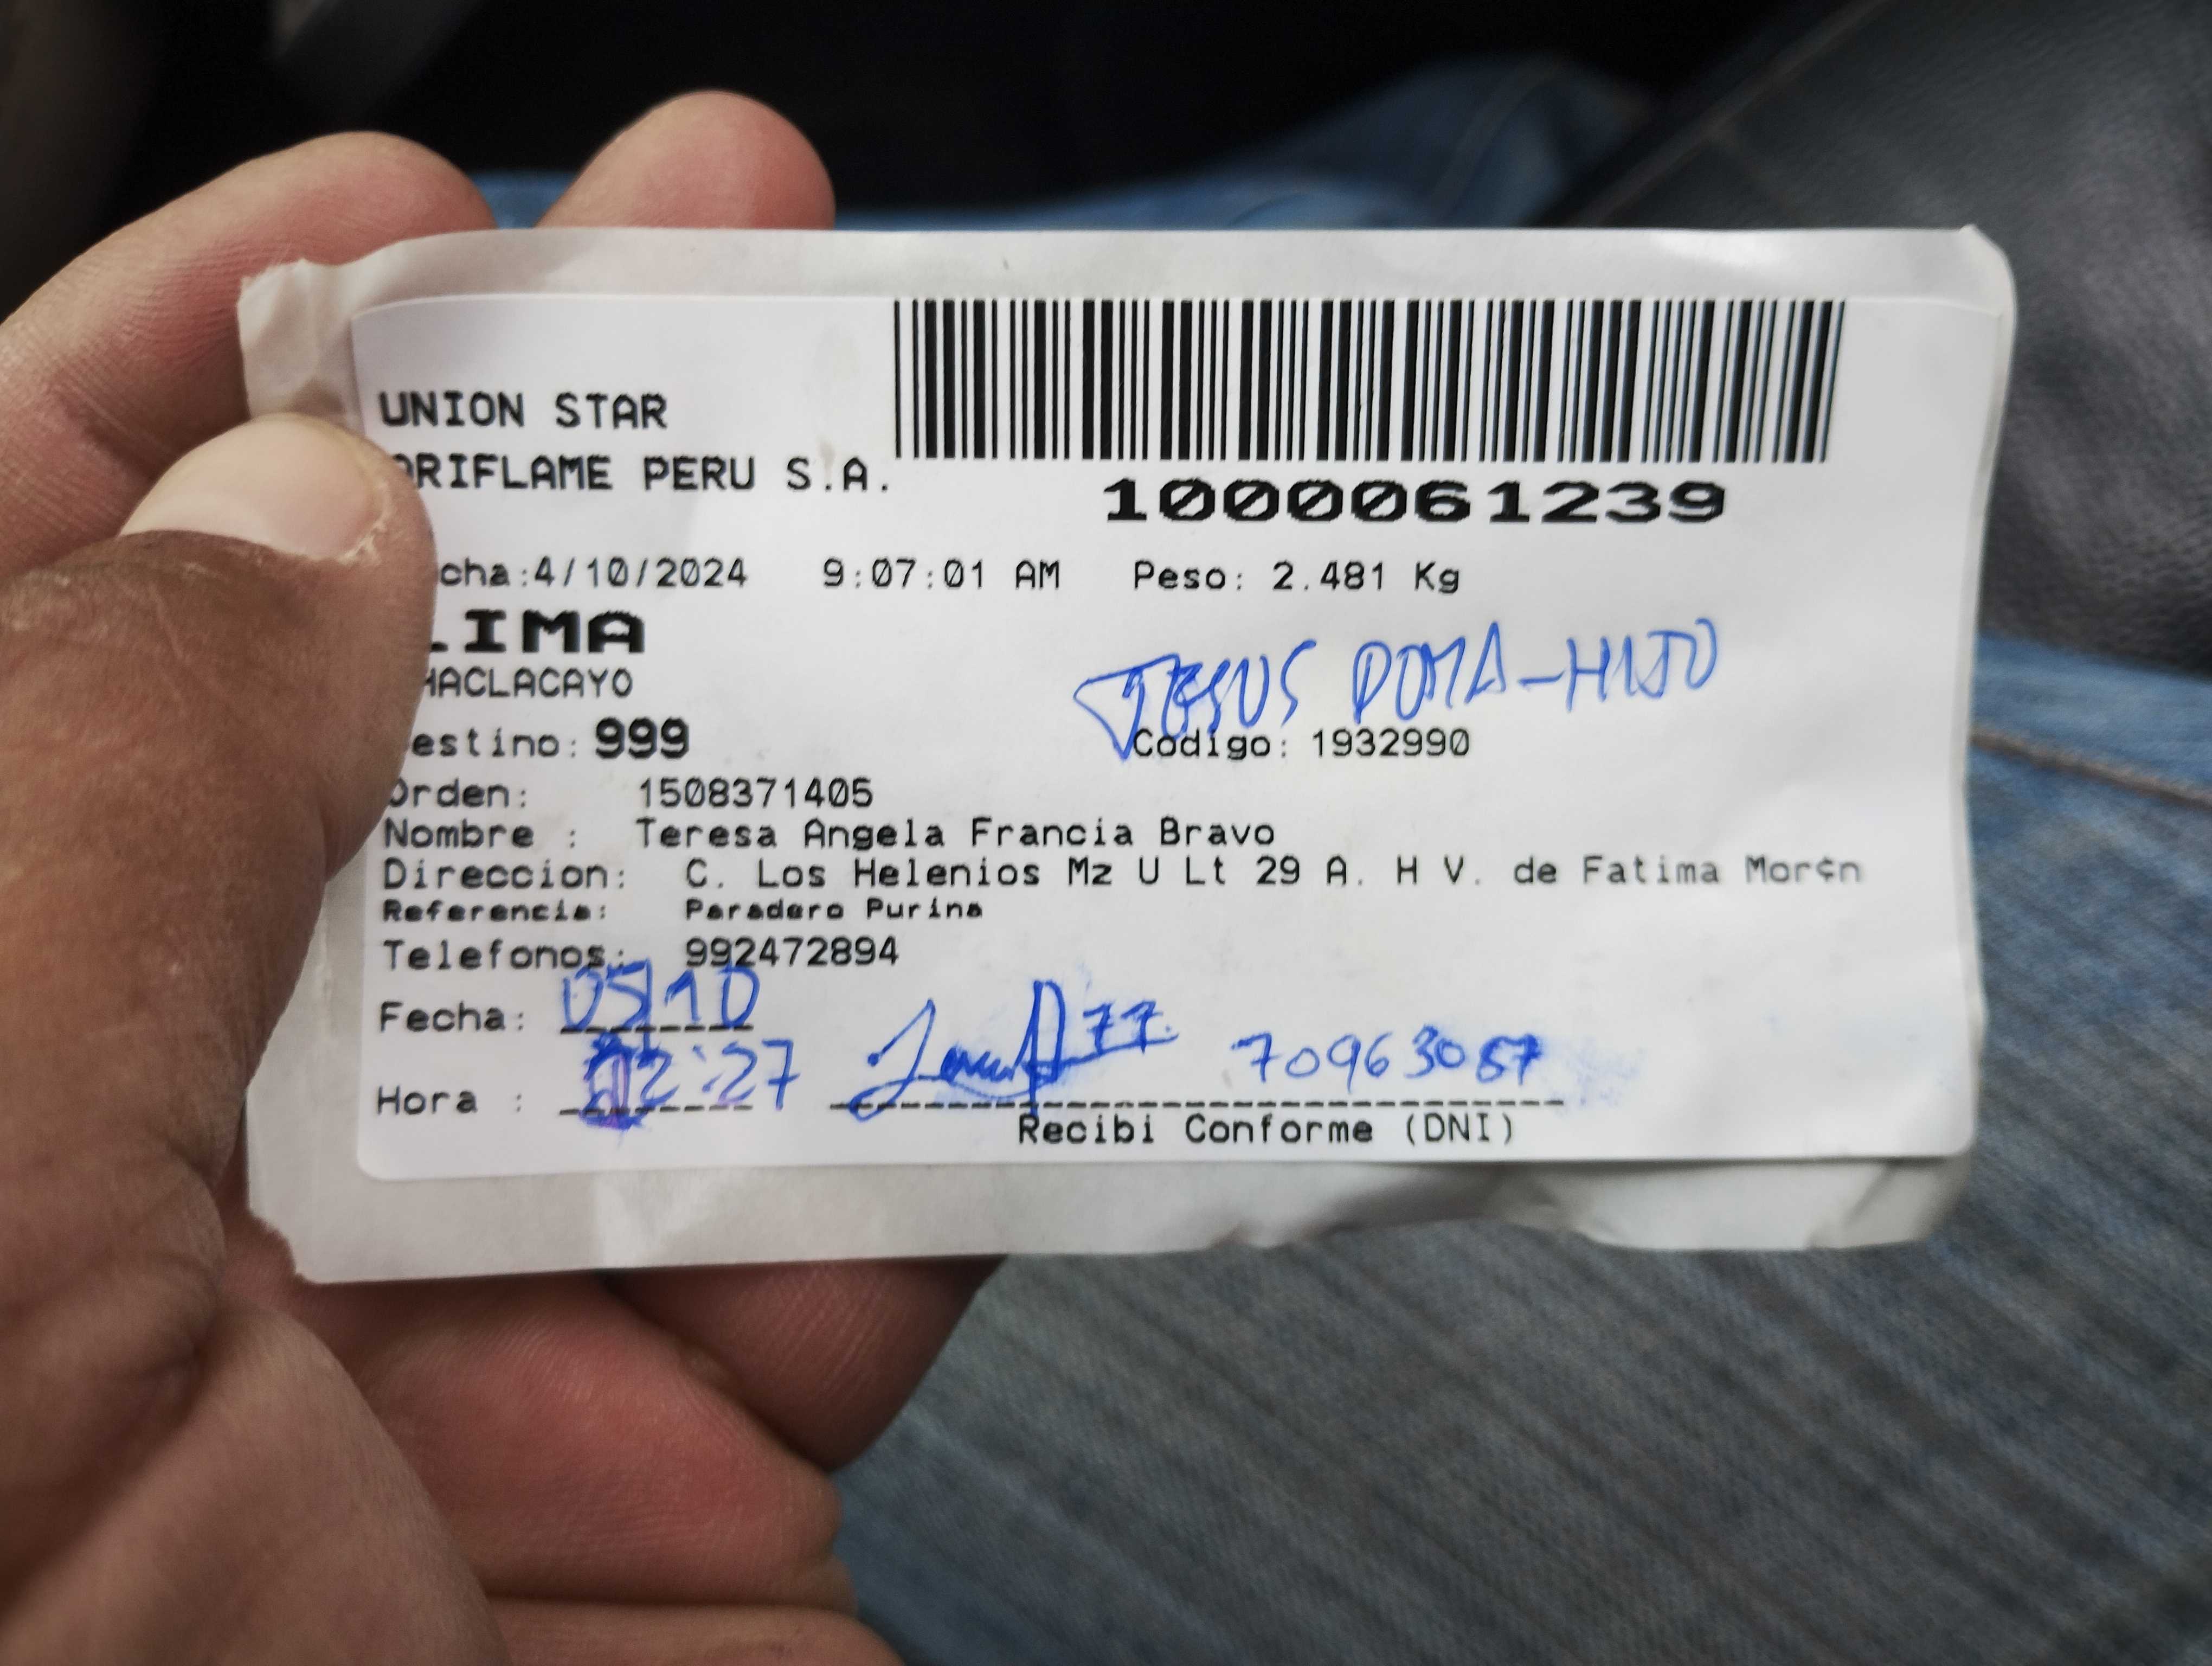 UNION STAR
ORIFLAME PERU S.A.
1000061239
cha:4/10/2024 9:07:01 AM Peso: 2.481 Kg
LIMA
HACLACAYO
JESUS POMA-HIJO
estino: 999 Codigo: 1932990
Orden: 1508371405
Nombre : Teresa Angela Francia Bravo
Direccion: C. Los Helenios Mz U Lt 29 A. H V. de Fatima Mor¢n
Referencia: Paradero Purina
Telefonos: 992472894
Fecha: 05/10
Hora : 12:27 70963057
Recibi Conforme (DNI)